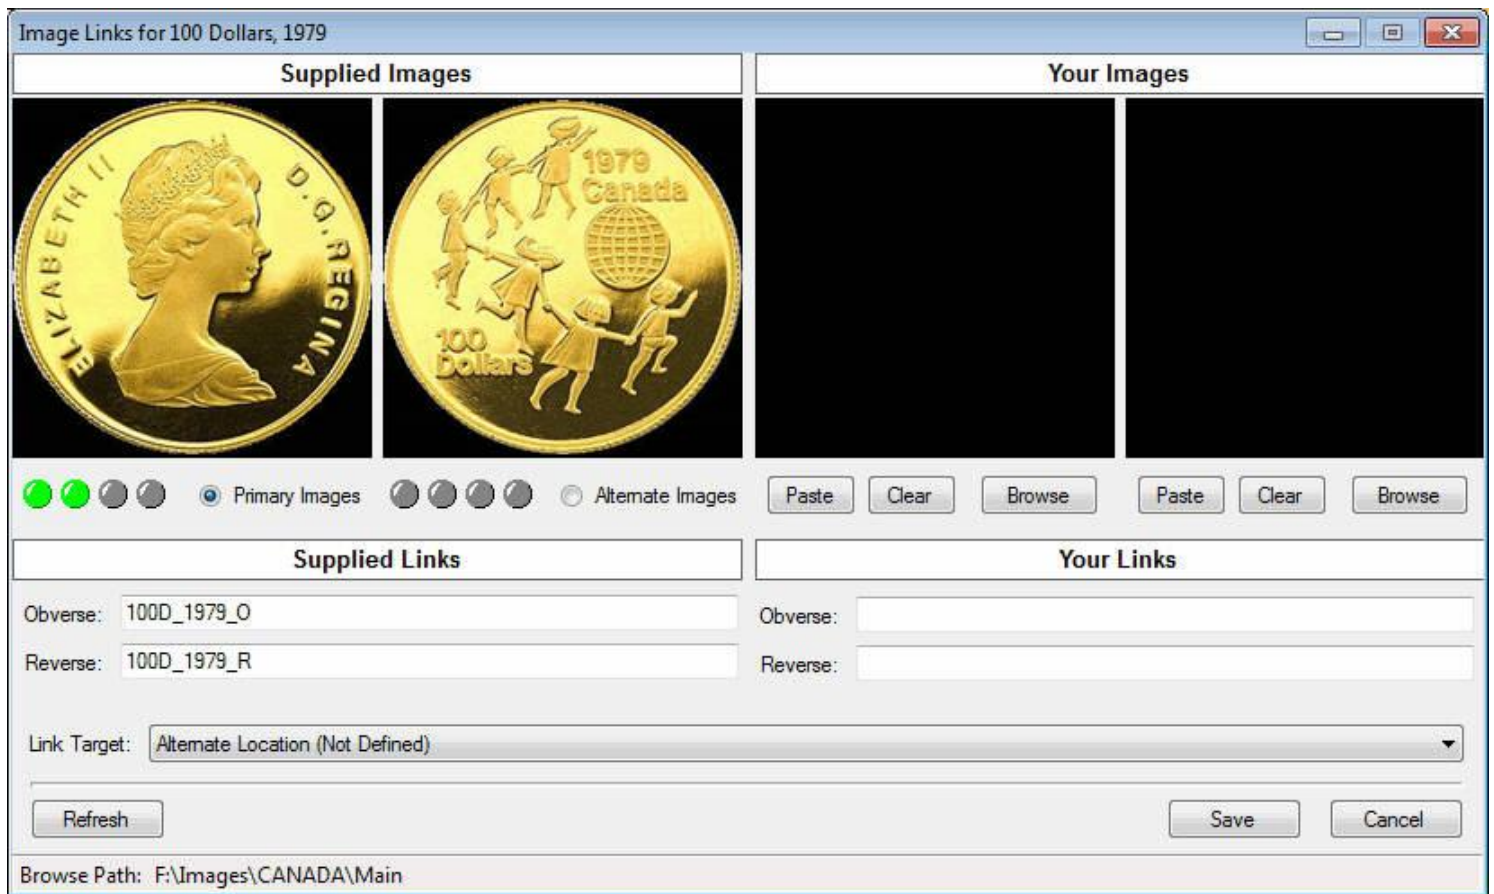 Image Links for 100 Dollars, 1979
Supplied Images
Your Images
ELIZABETH II D.G.REGINA
1979
Canada
100
Dollars
Primary Images
Alternate Images
Paste
Clear
Browse
Paste
Clear
Browse
Supplied Links
Your Links
Obverse: 100D_1979_O
Obverse:
Reverse: 100D_1979_R
Reverse:
Link Target: Alternate Location (Not Defined)
Refresh
Save
Cancel
Browse Path: F:\Images\CANADA\Main